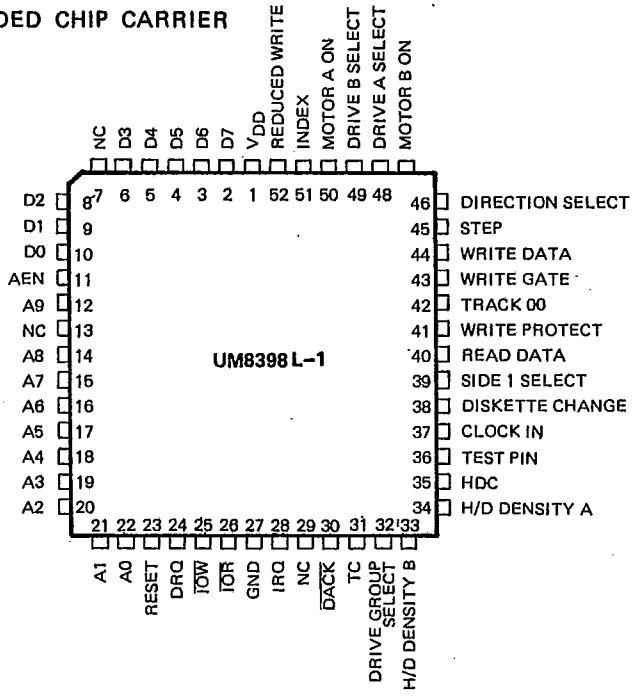 DED CHIP CARRIER
NC
D3
D4
D5
D6
D7
VDD
REDUCED WRITE
INDEX
MOTOR A ON
DRIVE B SELECT
DRIVE A SELECT
MOTOR B ON
7 6 5 4 3 2 1 52 51 50 49 48
D2 8
D1 9
D0 10
AEN 11
A9 12
NC 13
A8 14
A7 15
A6 16
A5 17
A4 18
A3 19
A2 20
UM8398L-1
46 DIRECTION SELECT
45 STEP
44 WRITE DATA
43 WRITE GATE
42 TRACK 00
41 WRITE PROTECT
40 READ DATA
39 SIDE 1 SELECT
38 DISKETTE CHANGE
37 CLOCK IN
36 TEST PIN
35 HDC
34 H/D DENSITY A
21 22 23 24 25 26 27 28 29 30 31 32 33
A1
A0
RESET
DRQ
IOW
IOR
GND
IRQ
NC
DACK
TC
DRIVE GROUP
SELECT
H/D DENSITY B